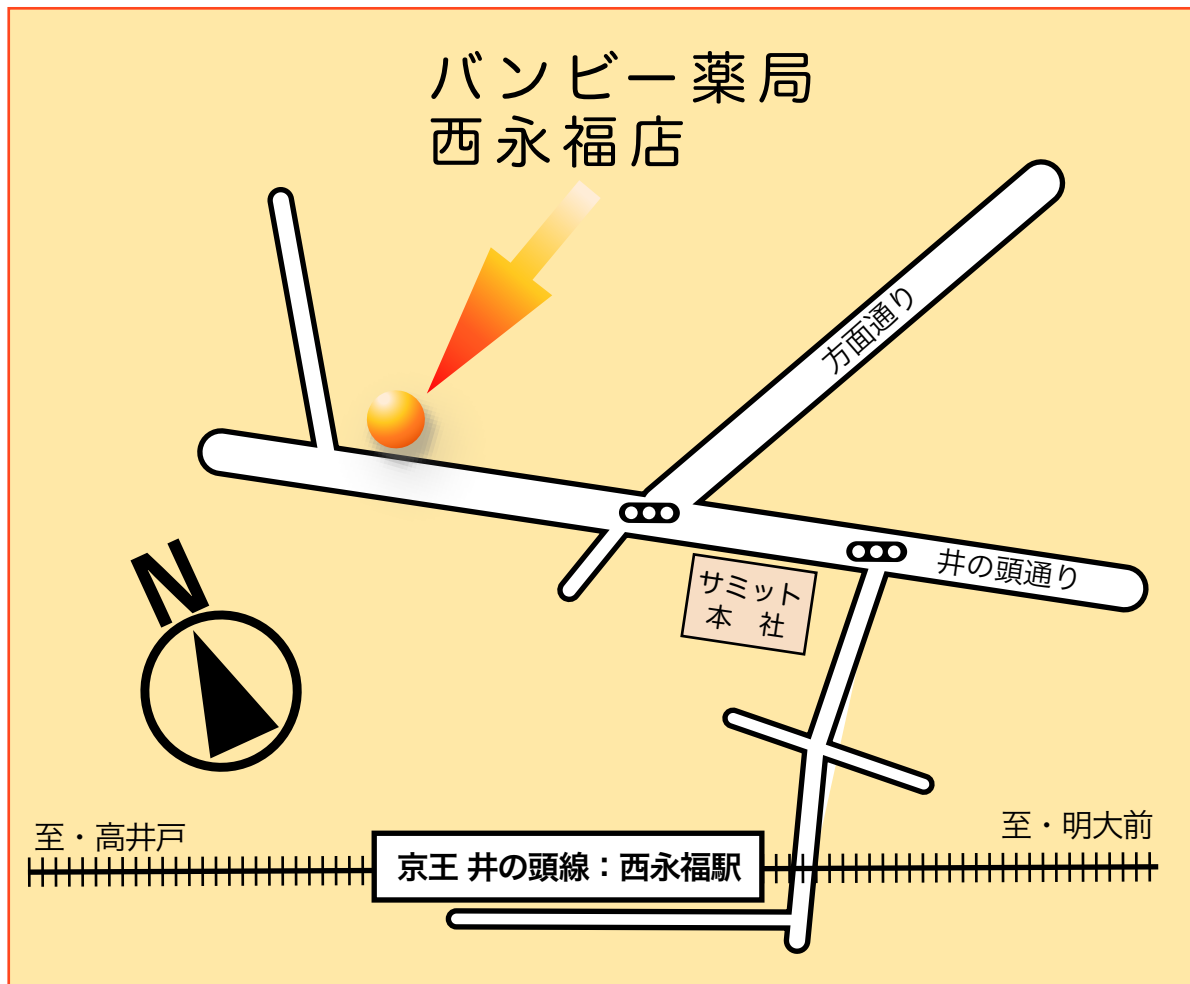 バンビー薬局
西永福店
方面通り
井の頭通り
サミット
本　社
N
至・高井戸
至・明大前
京王 井の頭線：西永福駅